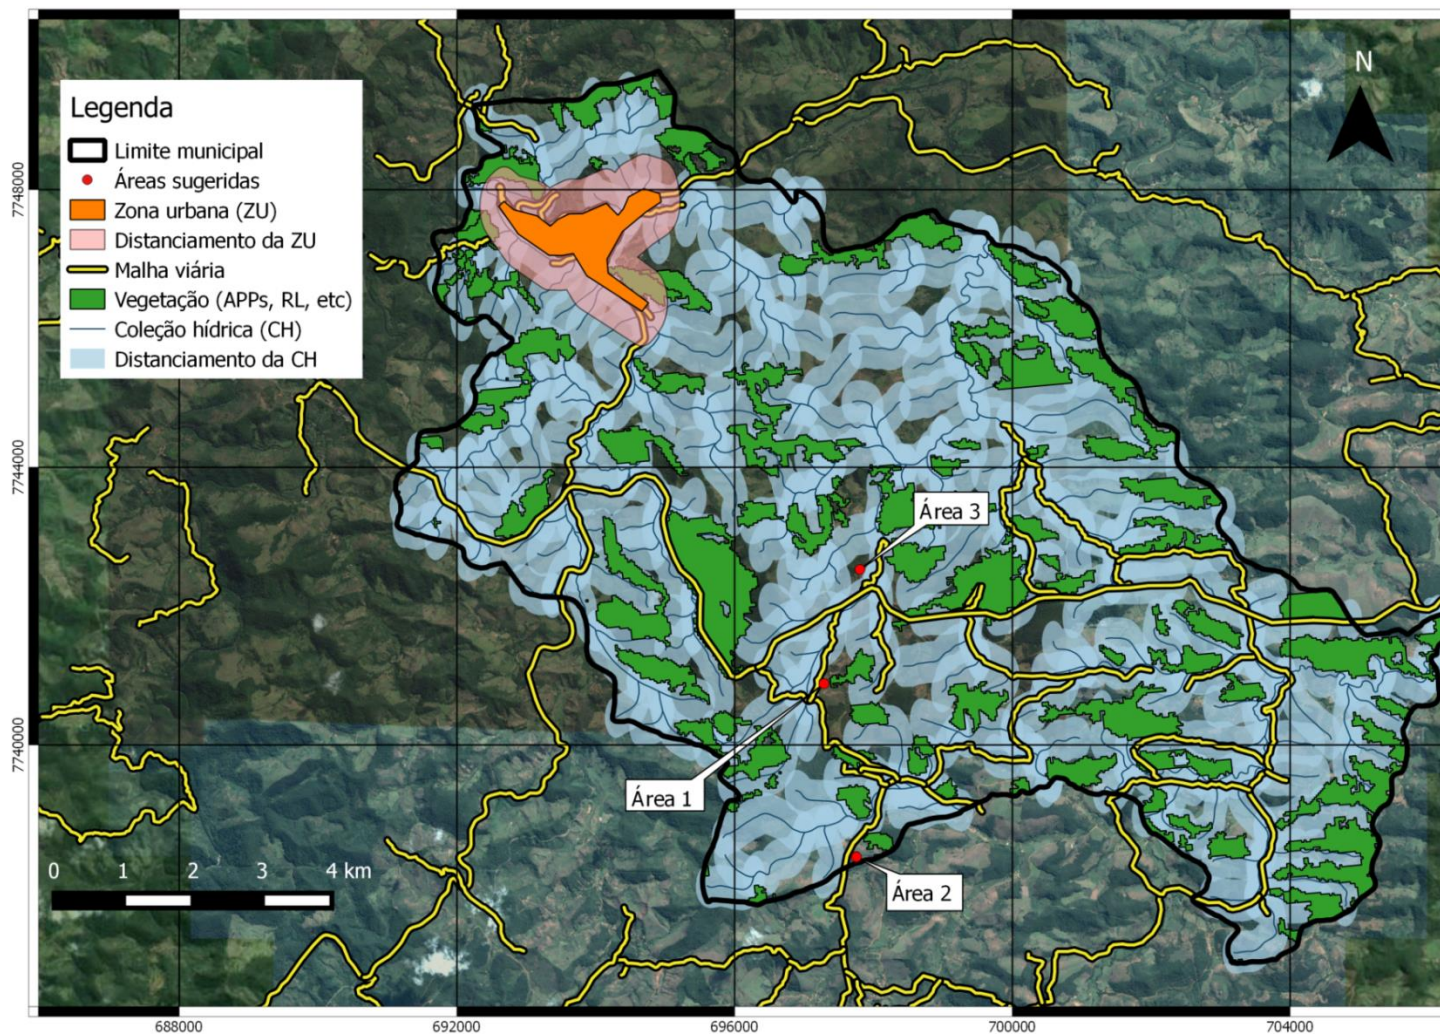 N
Legenda
Limite municipal
Áreas sugeridas
Zona urbana (ZU)
Distanciamento da ZU
Malha viária
Vegetação (APPs, RL, etc)
Coleção hídrica (CH)
Distanciamento da CH
7748000
7744000
7740000
Área 3
Área 1
Área 2
0 1 2 3 4 km
688000 692000 696000 700000 704000